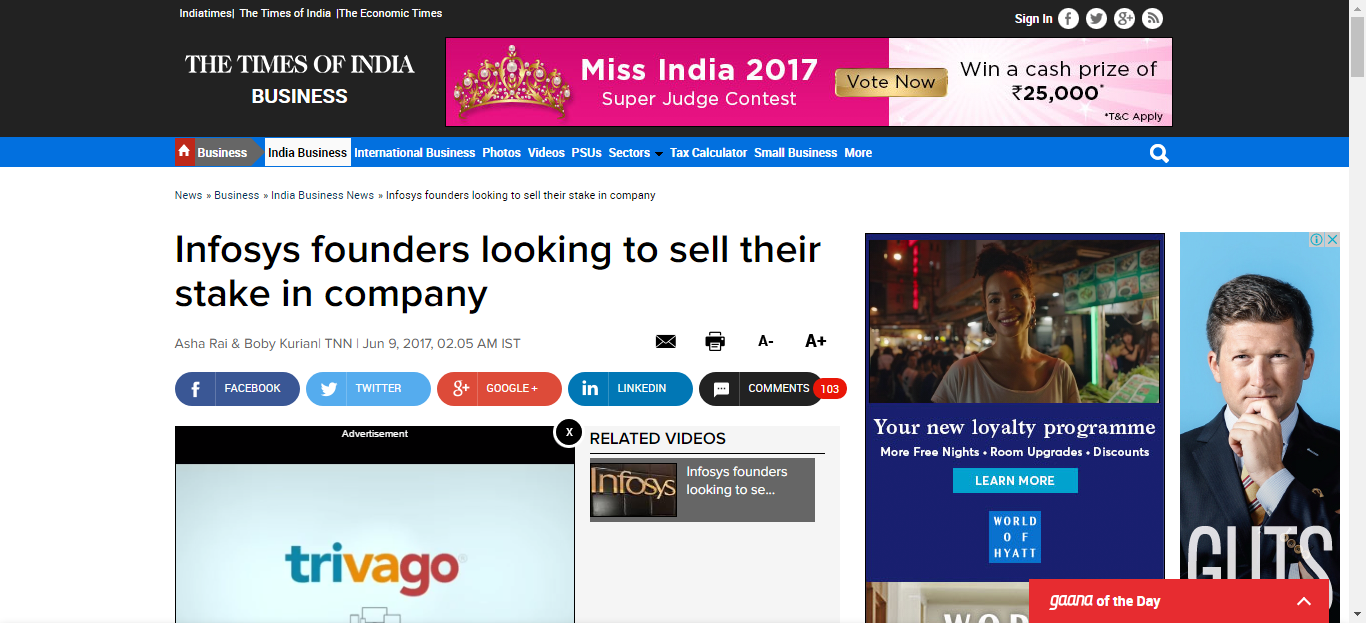 Indiatimes| The Times of India |The Economic Times
Sign In
THE TIMES OF INDIA
BUSINESS
Miss India 2017
Super Judge Contest
Vote Now
Win a cash prize of
₹25,000*
*T&C Apply
Business India Business International Business Photos Videos PSUs Sectors Tax Calculator Small Business More
News » Business » India Business News » Infosys founders looking to sell their stake in company
Infosys founders looking to sell their
stake in company
Asha Rai & Boby Kurian| TNN | Jun 9, 2017, 02.05 AM IST
A- A+
FACEBOOK TWITTER GOOGLE + LINKEDIN COMMENTS 103
Advertisement
X
trivago
RELATED VIDEOS
Infosys
Infosys founders
looking to se...
Your new loyalty programme
More Free Nights • Room Upgrades • Discounts
LEARN MORE
WORLD
OF
HYATT
GUTS
gaana of the Day